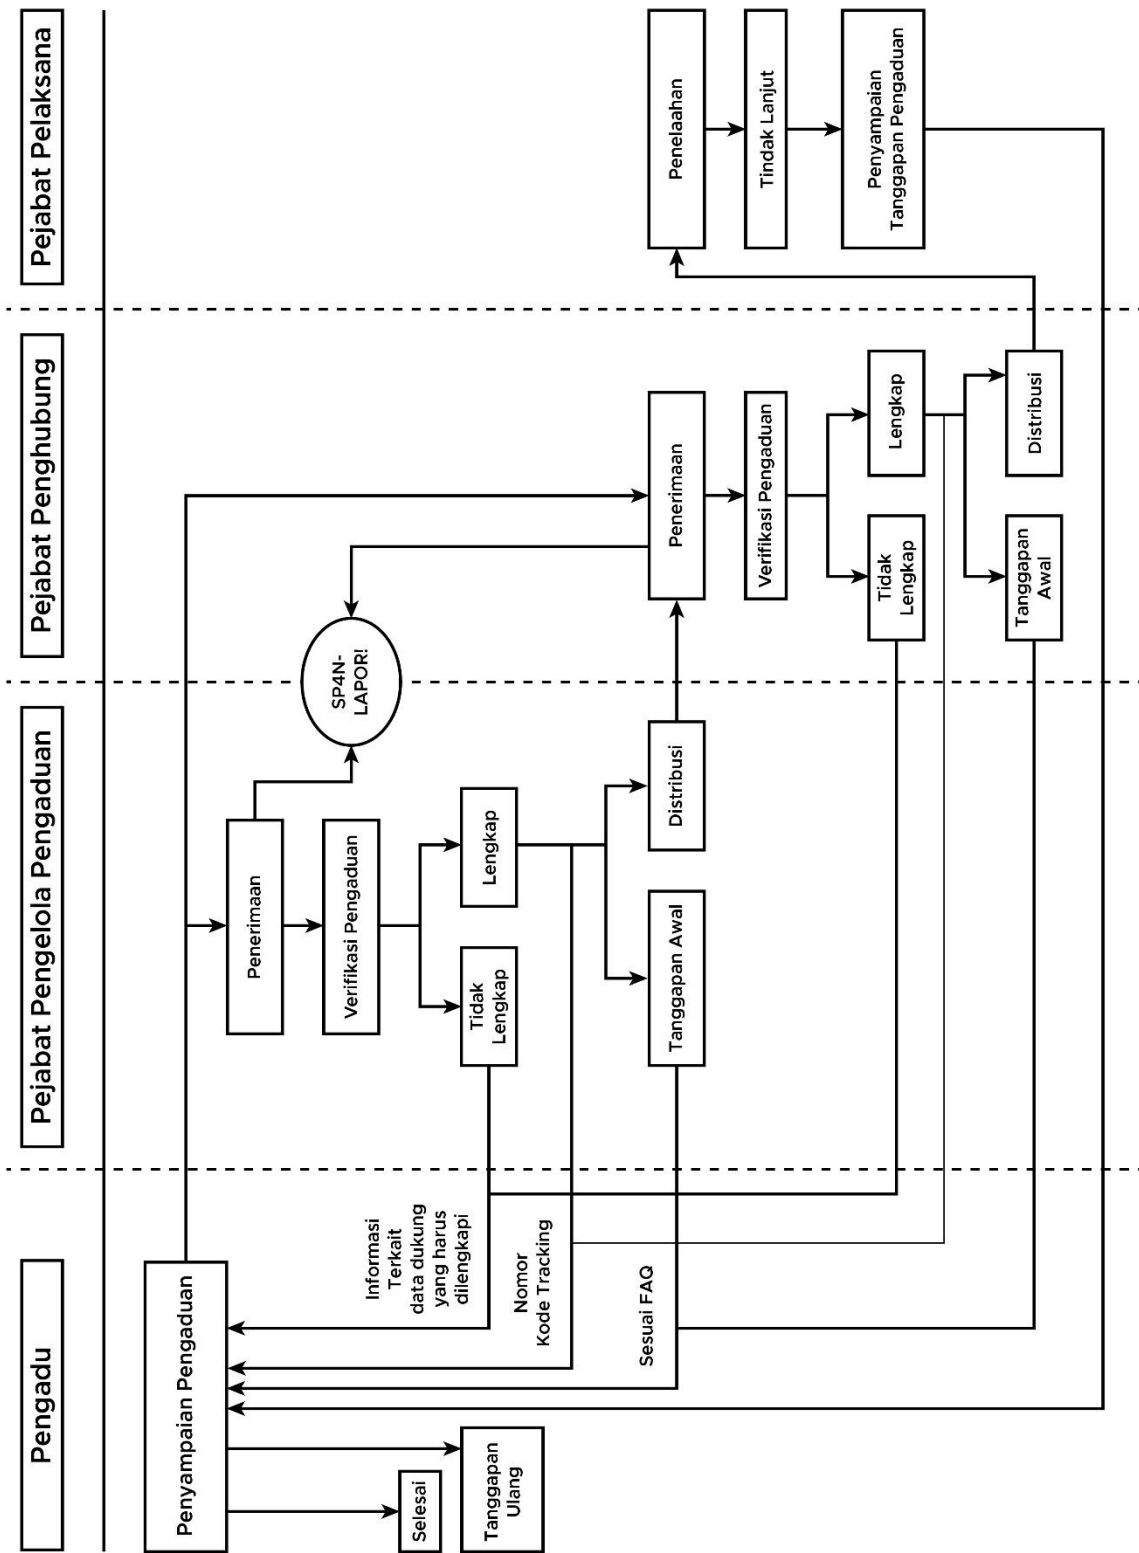 Pengadu
Pejabat Pengelola Pengaduan
Pejabat Penghubung
Pejabat Pelaksana
Penyampaian Pengaduan
Selesai
Tanggapan
Ulang
Informasi
Terkait
data dukung
yang harus
dilengkapi
Nomor
Kode Tracking
Sesuai FAQ
Penerimaan
Verifikasi Pengaduan
Tidak
Lengkap
Lengkap
Tanggapan Awal
Distribusi
SP4N-
LAPOR!
Penerimaan
Verifikasi Pengaduan
Tidak
Lengkap
Lengkap
Tanggapan
Awal
Distribusi
Penelaahan
Tindak Lanjut
Penyampaian
Tanggapan Pengaduan